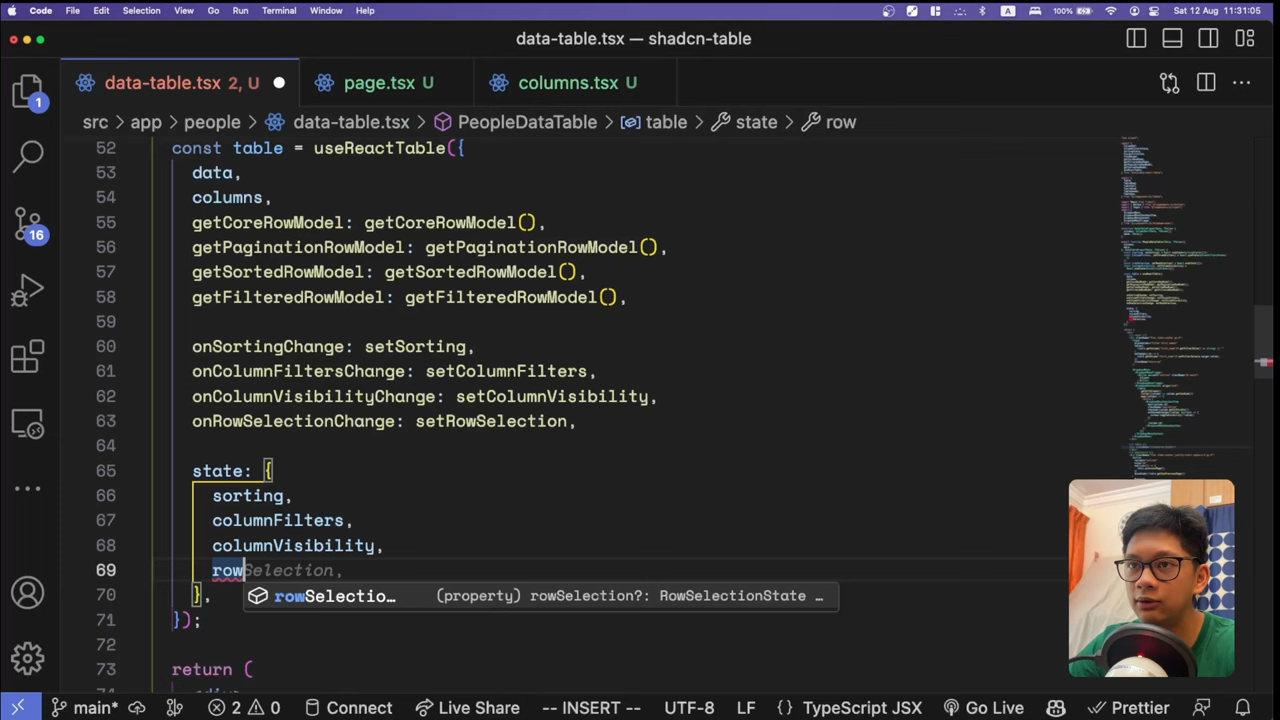 Code File Edit Selection View Go Run Terminal Window Help A 100% Sat 12 Aug 11:31:05
data-table.tsx — shadcn-table
data-table.tsx 2, U page.tsx U columns.tsx U
1
src > app > people > data-table.tsx > PeopleDataTable > table > state > row
52 const table = useReactTable({
53 data,
54 columns,
55 getCoreRowModel: getCoreRowModel(),
56 getPaginationRowModel: getPaginationRowModel(),
57 getSortedRowModel: getSortedRowModel(),
58 getFilteredRowModel: getFilteredRowModel(),
59
60 onSortingChange: setSorting,
61 onColumnFiltersChange: setColumnFilters,
62 onColumnVisibilityChange: setColumnVisibility,
63 onRowSelectionChange: setRowSelection,
64
65 state: {
66 sorting,
67 columnFilters,
68 columnVisibility,
69 rowSelection,
70 },
rowSelectio… (property) rowSelection?: RowSelectionState …
71 });
72
73 return (
16
main* 2 0 Connect Live Share -- INSERT -- UTF-8 LF {} TypeScript JSX Go Live Prettier